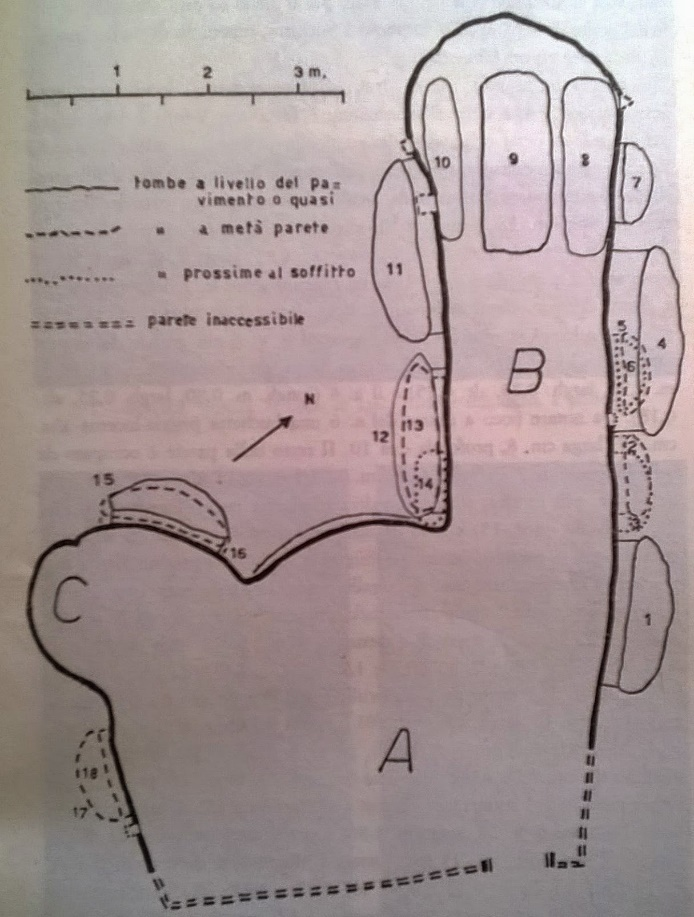 1 2 3 m.
tombe a livello del pa=
vimento o quasi
" a metà parete
" prossime al soffitto
parete inaccessibile
N
10 9 8
7
11
B
5
4
6
12 13
2
14
15
16
C
1
A
18
17